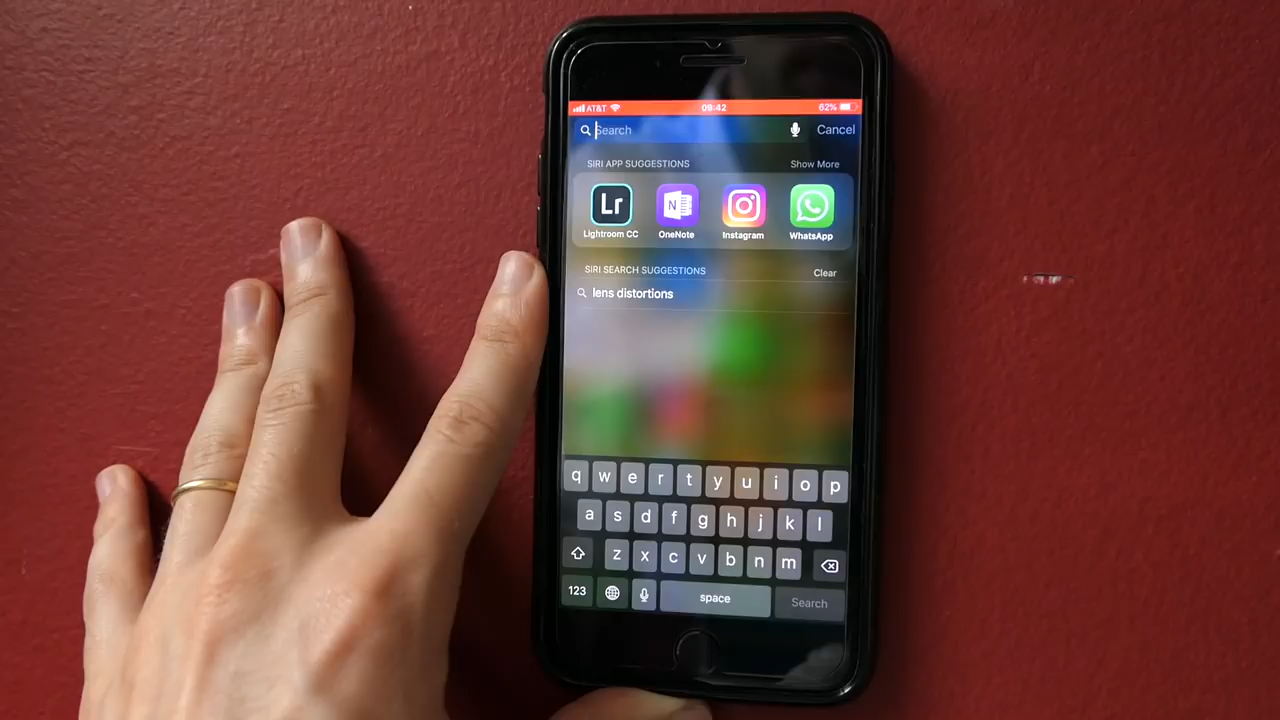 AT&T 09:42 62%
Search Cancel
SIRI APP SUGGESTIONS Show More
Lr N
Lightroom CC OneNote Instagram WhatsApp
SIRI SEARCH SUGGESTIONS Clear
lens distortions
q w e r t y u i o p
a s d f g h j k l
z x c v b n m
123 space Search